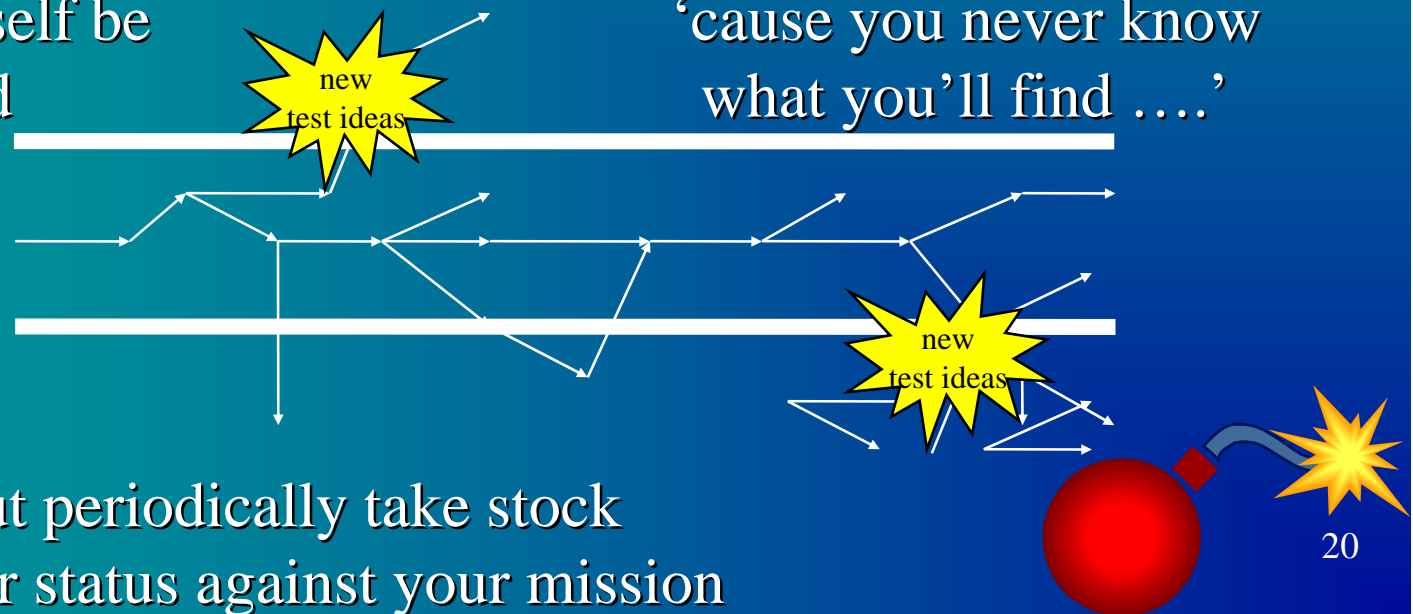 self be
‘cause you never know
what you’ll find ….’
new
test ideas
new
test ideas
periodically take stock
status against your mission
20